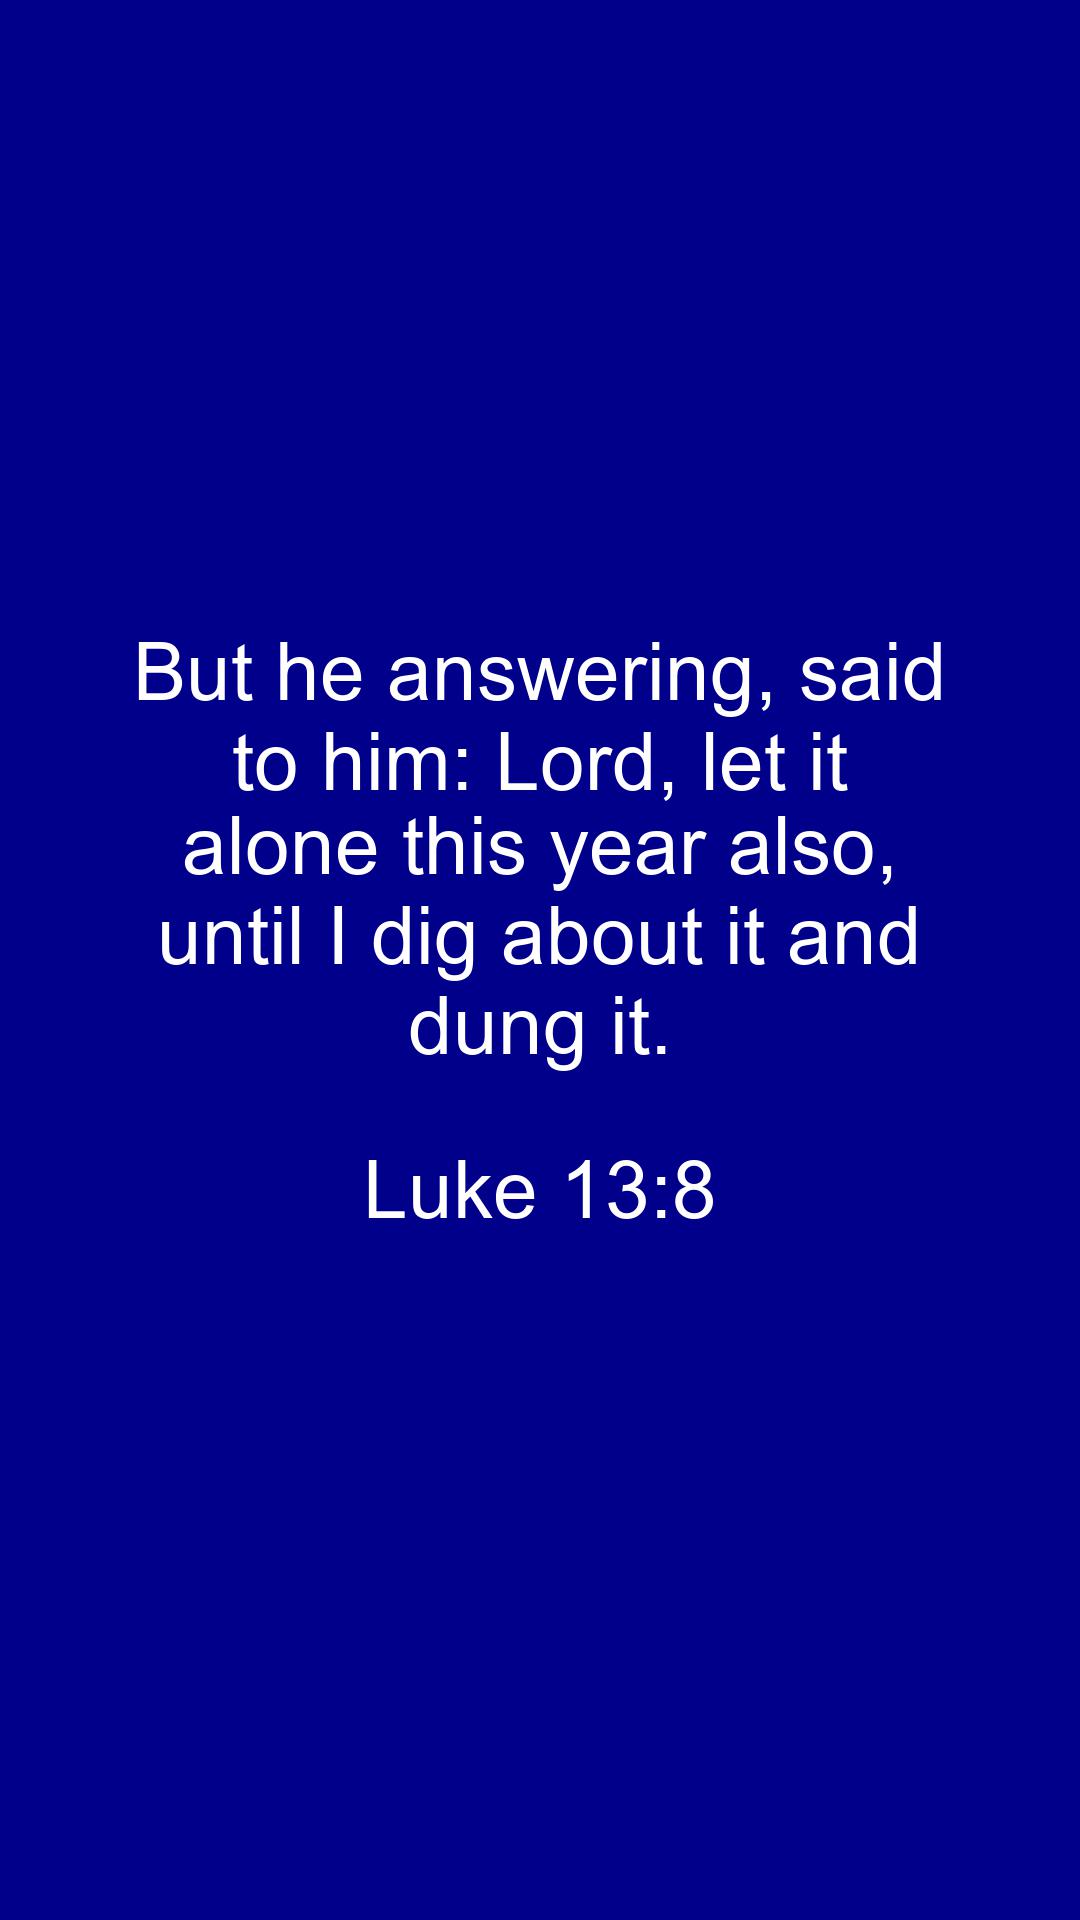 But he answering, said
to him: Lord, let it
alone this year also,
until I dig about it and
dung it.
Luke 13:8